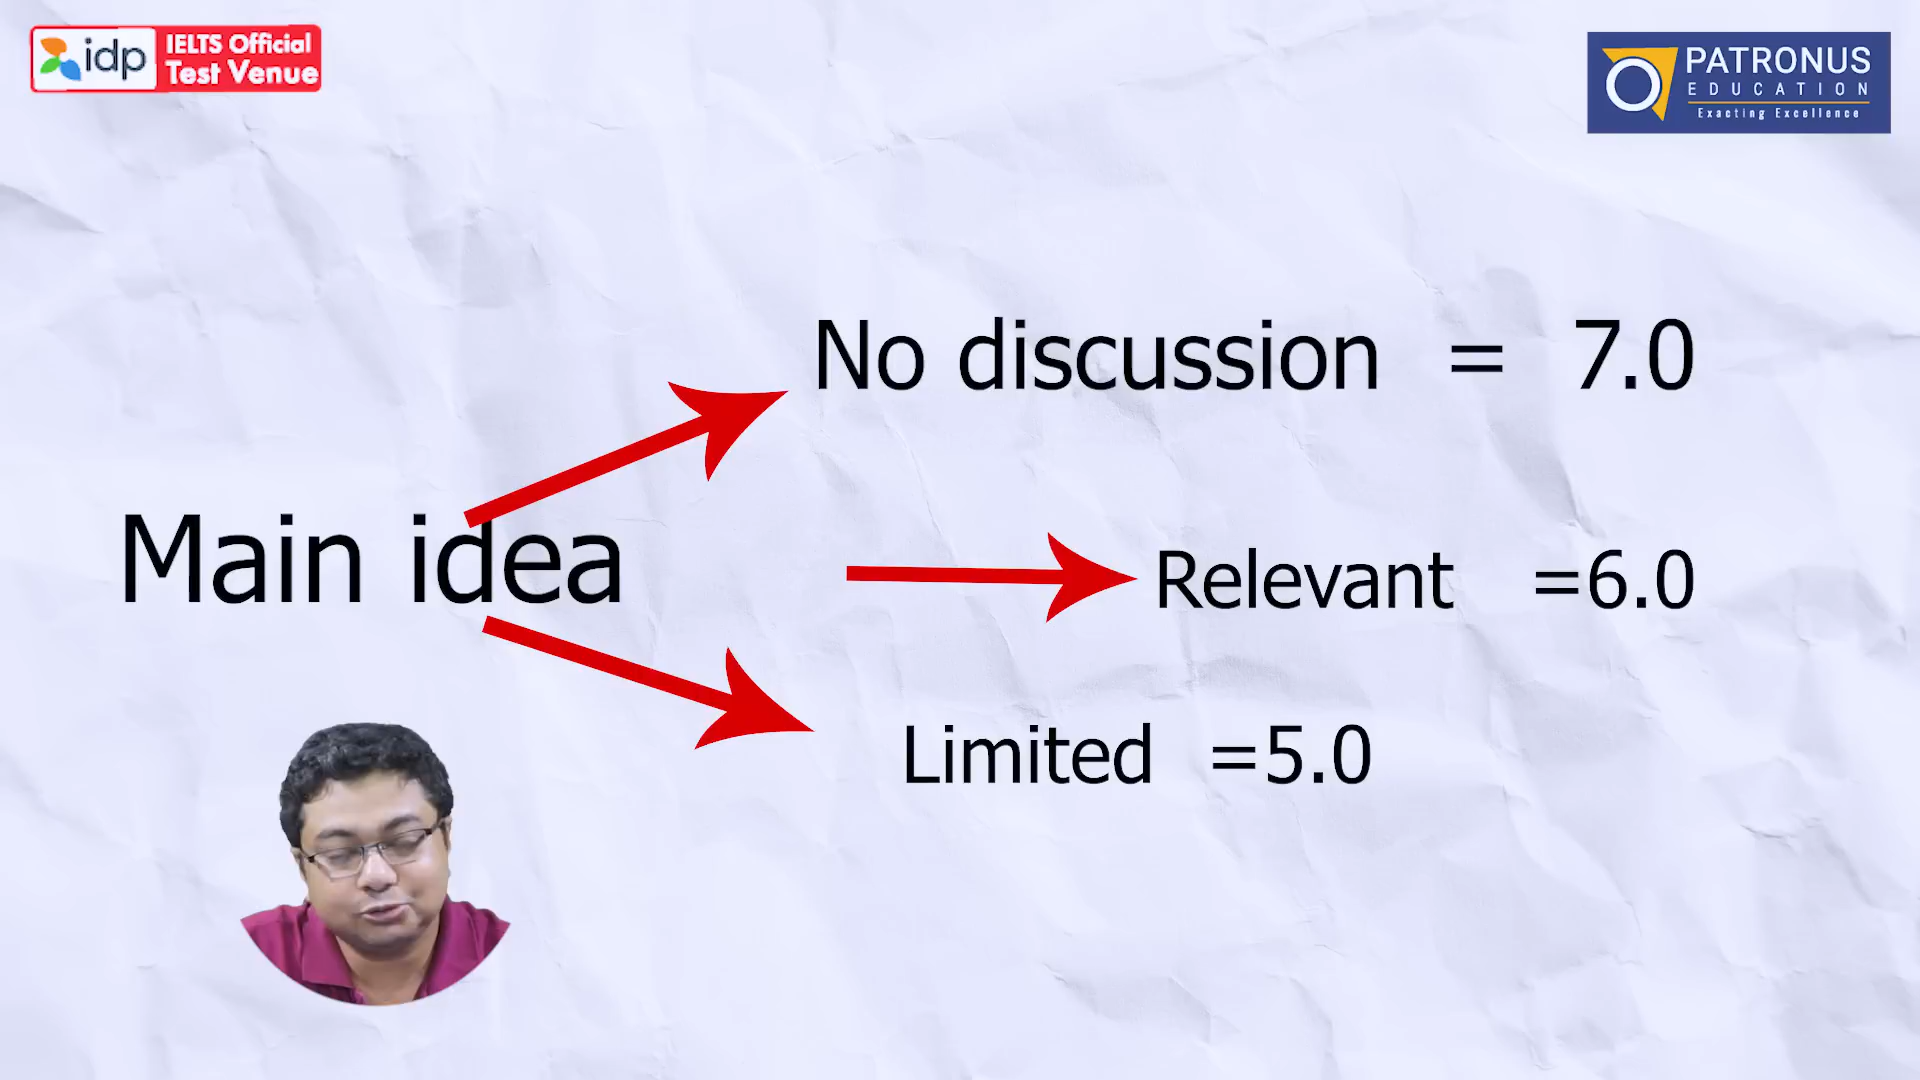 idp
IELTS Official
Test Venue
PATRONUS
EDUCATION
Exacting Excellence
No discussion = 7.0
Main idea
Relevant =6.0
Limited =5.0